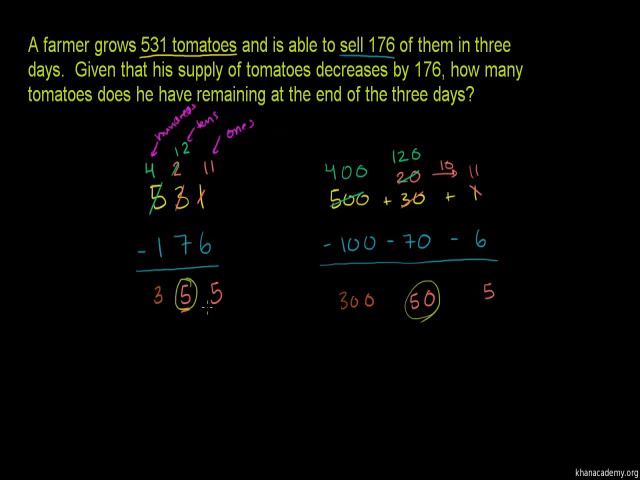 A farmer grows 531 tomatoes and is able to sell 176 of them in three
days. Given that his supply of tomatoes decreases by 176, how many
tomatoes does he have remaining at the end of the three days?
hundreds tens ones
12 120
4 2 11 400 20 10 11
5 3 1 500 + 30 + 1
- 1 7 6 - 100 - 70 - 6
3 5 5 300 50 5
khanacademy.org